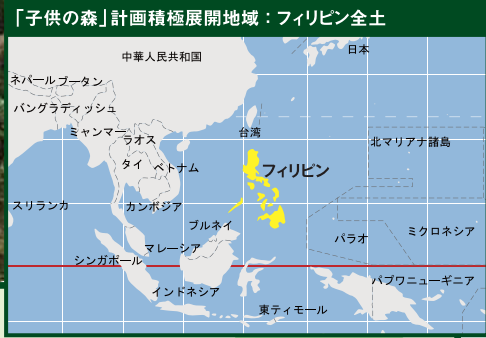 「子供の森」計画積極展開地域：フィリピン全土
日本
中華人民共和国
ネパール
ブータン
バングラディッシュ
ミャンマー
ラオス
台湾
北マリアナ諸島
タイ
ベトナム
フィリピン
スリランカ
カンボジア
ブルネイ
ミクロネシア
パラオ
マレーシア
シンガポール
パプワニューギニア
インドネシア
東ティモール